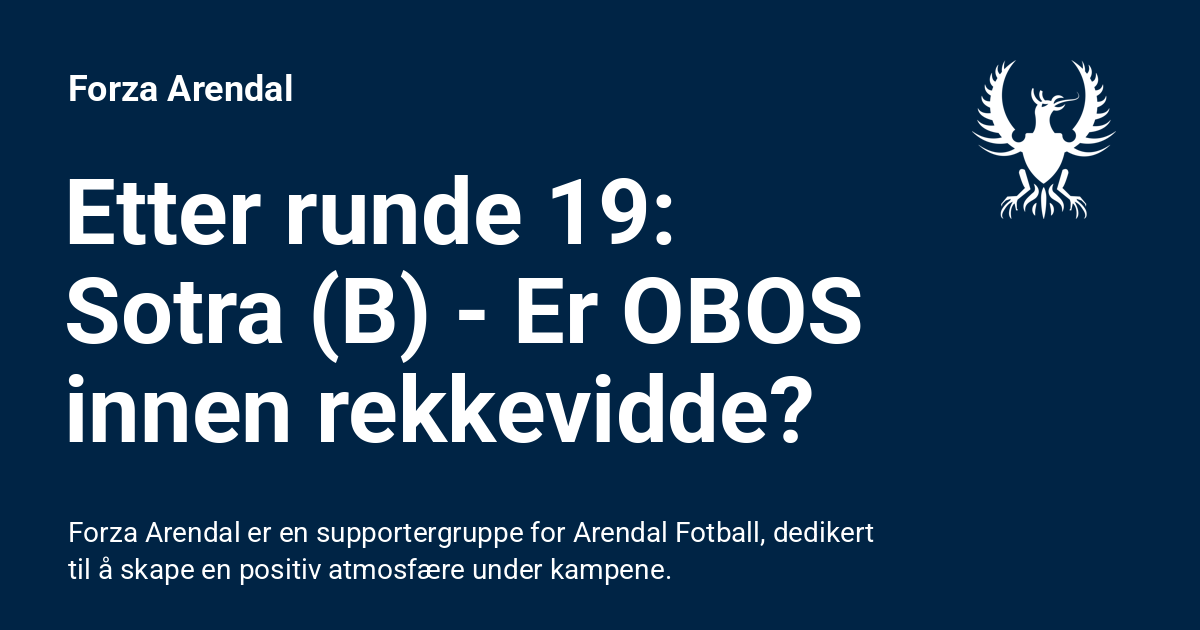 Forza Arendal
Etter runde 19:
Sotra (B) - Er OBOS
innen rekkevidde?
Forza Arendal er en supportergruppe for Arendal Fotball, dedikert
til å skape en positiv atmosfære under kampene.